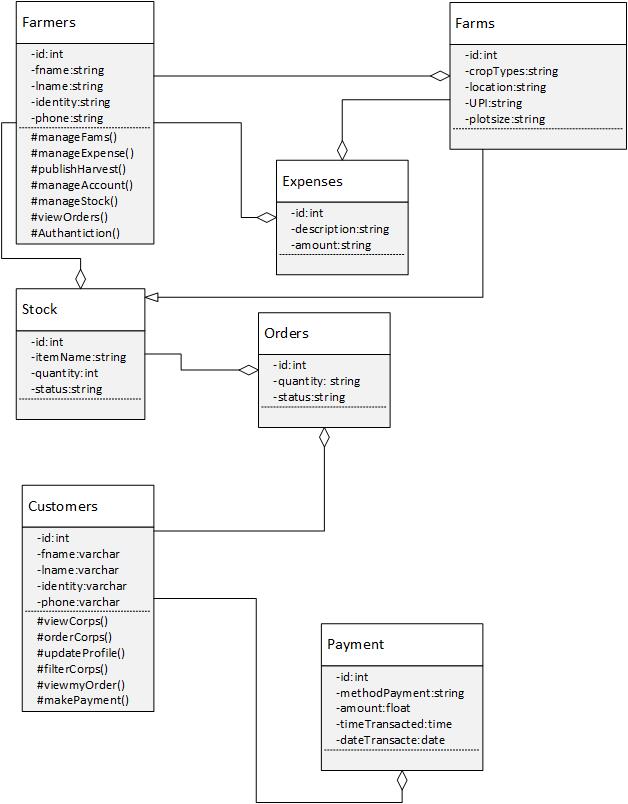 Farmers
-id:int
-fname:string
-lname:string
-identity:string
-phone:string
#manageFams()
#manageExpense()
#publishHarvest()
#manageAccount()
#manageStock()
#viewOrders()
#Authantiction()
Farms
-id:int
-cropTypes:string
-location:string
-UPI:string
-plotsize:string
Expenses
-id:int
-description:string
-amount:string
Stock
-id:int
-itemName:string
-quantity:int
-status:string
Orders
-id:int
-quantity: string
-status:string
Customers
-id:int
-fname:varchar
-lname:varchar
-identity:varchar
-phone:varchar
#viewCorps()
#orderCorps()
#updateProfile()
#filterCorps()
#viewmyOrder()
#makePayment()
Payment
-id:int
-methodPayment:string
-amount:float
-timeTransacted:time
-dateTransacte:date